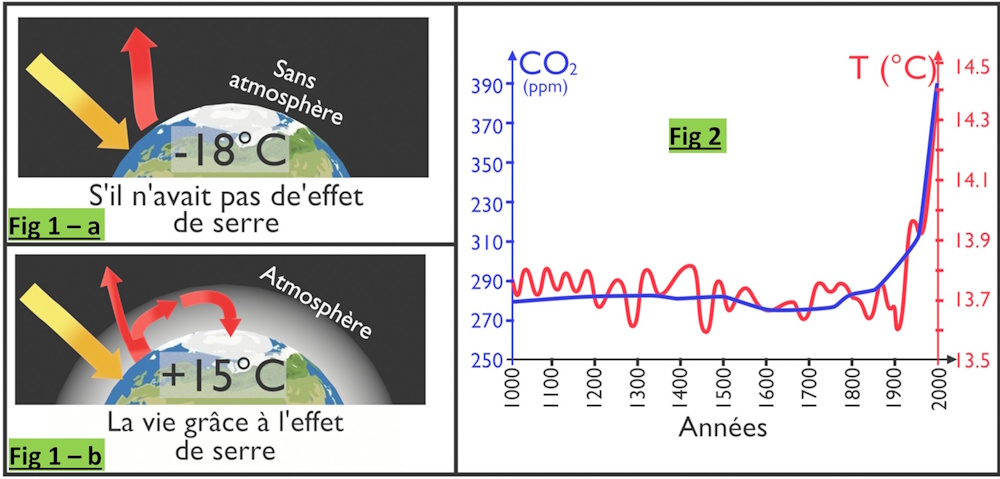 Sans
atmosphère
-18°C
S'il n'avait pas de'effet
de serre
Fig 1 – a
Atmosphère
+15°C
La vie grâce à l'effet
de serre
Fig 1 – b
CO₂
(ppm)
T (°C)
Fig 2
390
370
350
230
310
290
270
250
14.5
14.3
14.1
13.9
13.7
13.5
1000
1100
1200
1300
1400
1500
1600
1700
1800
1900
2000
Années